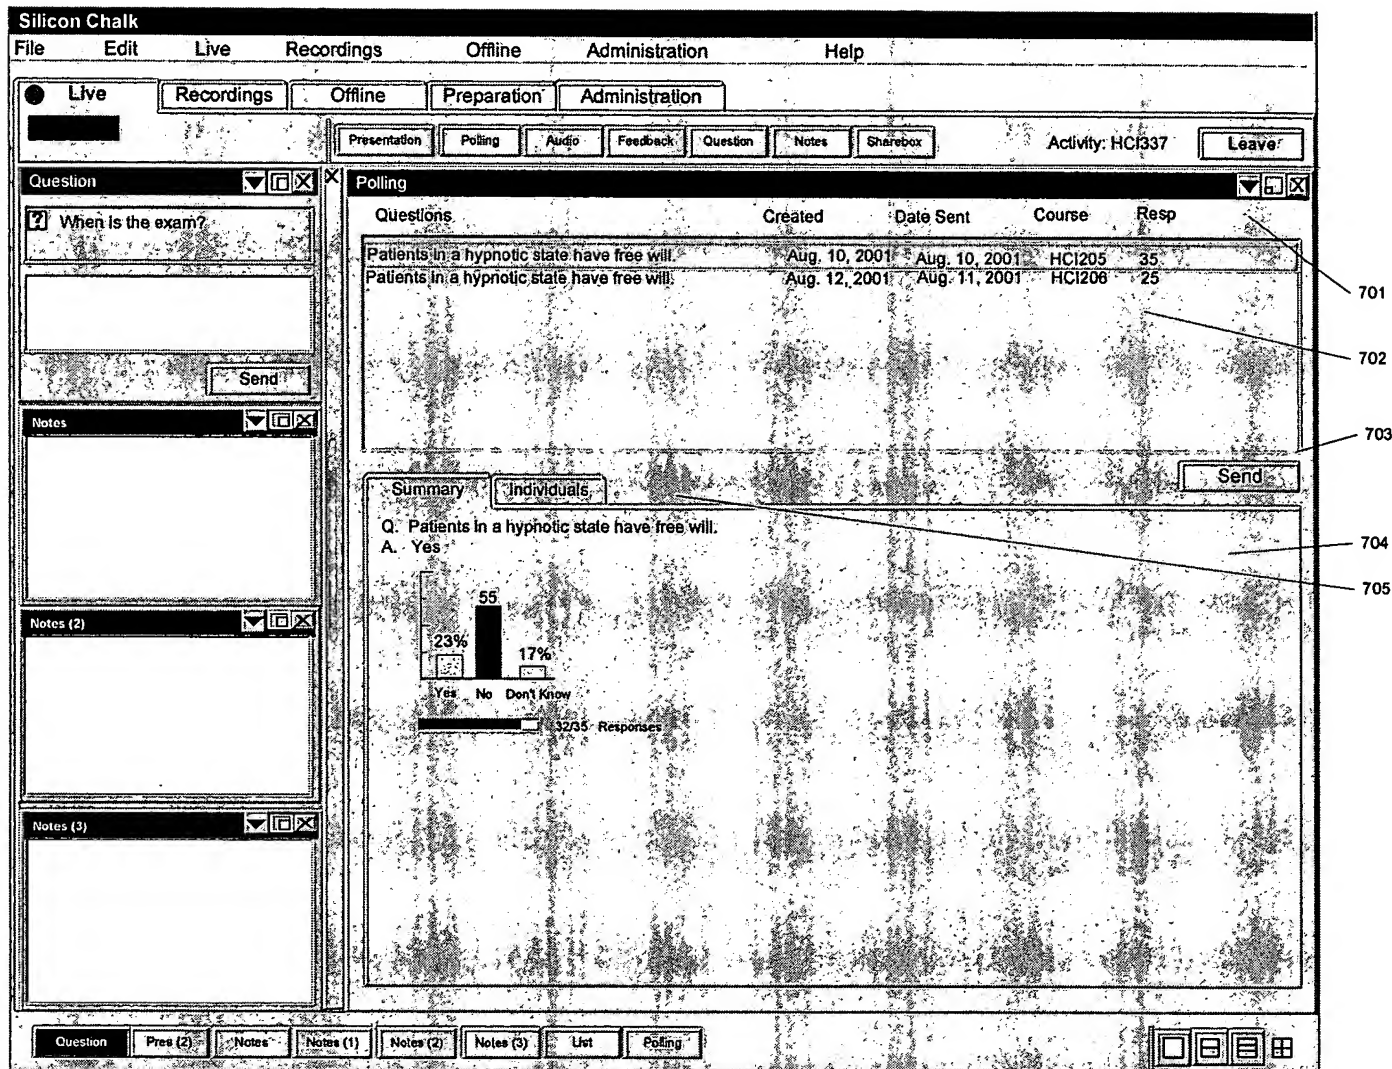 Silicon Chalk
File Edit Live Recordings Offline Administration Help
Live Recordings Offline Preparation Administration
Presentation Polling Audio Feedback Question Notes Sharebox Activity: HCI337 Leave
Question
? When is the exam?
Send
Notes
Notes (2)
Notes (3)
Polling
Questions Created Date Sent Course Resp
Patients in a hypnotic state have free will. Aug. 10, 2001 Aug. 10, 2001 HCI205 35
Patients in a hypnotic state have free will. Aug. 12, 2001 Aug. 11, 2001 HCI206 25
Send
Summary Individuals
Q. Patients in a hypnotic state have free will.
A. Yes
55
23%
17%
Yes No Don't Know
32/35 Responses
701
702
703
704
705
Question Pres (2) Notes Notes (1) Notes (2) Notes (3) List Polling